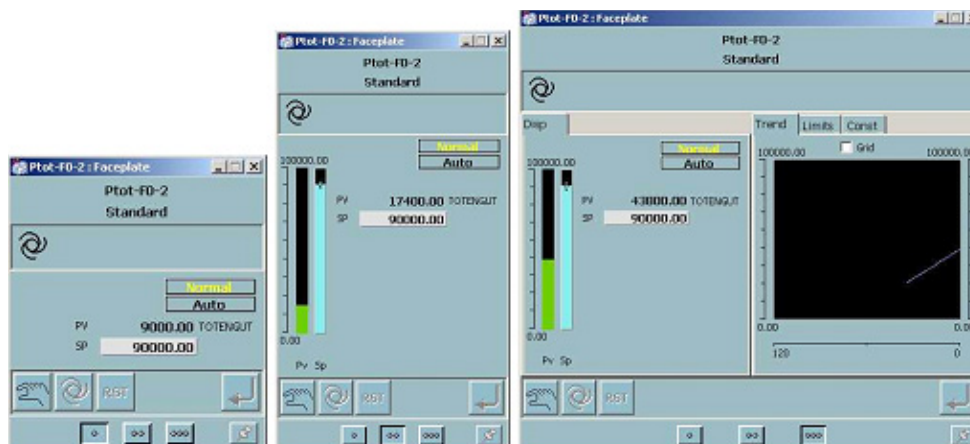 Ptot-F0-2 : Faceplate
Ptot-F0-2
Standard
Normal
Auto
PV 9000.00 TOTENGUT
SP 90000.00
RST
Ptot-F0-2 : Faceplate
Ptot-F0-2
Standard
Normal
Auto
100000.00
PV 17400.00 TOTENGUT
SP 90000.00
0.00
Pv Sp
RST
Ptot-F0-2 : Faceplate
Ptot-F0-2
Standard
Disp
Normal
Auto
100000.00
PV 43800.00 TOTENGUT
SP 90000.00
0.00
Pv Sp
Trend Limits Const
100000.00 Grid 100000.00
0.00 0.00
120 0
RST